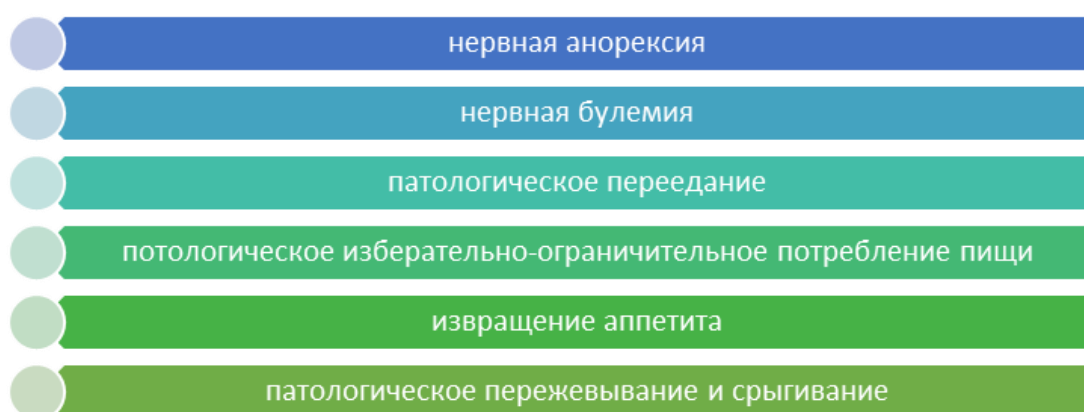 нервная анорексия
нервная булемия
патологическое переедание
потологическое изберательно-ограничительное потребление пищи
извращение аппетита
патологическое пережевывание и срыгивание